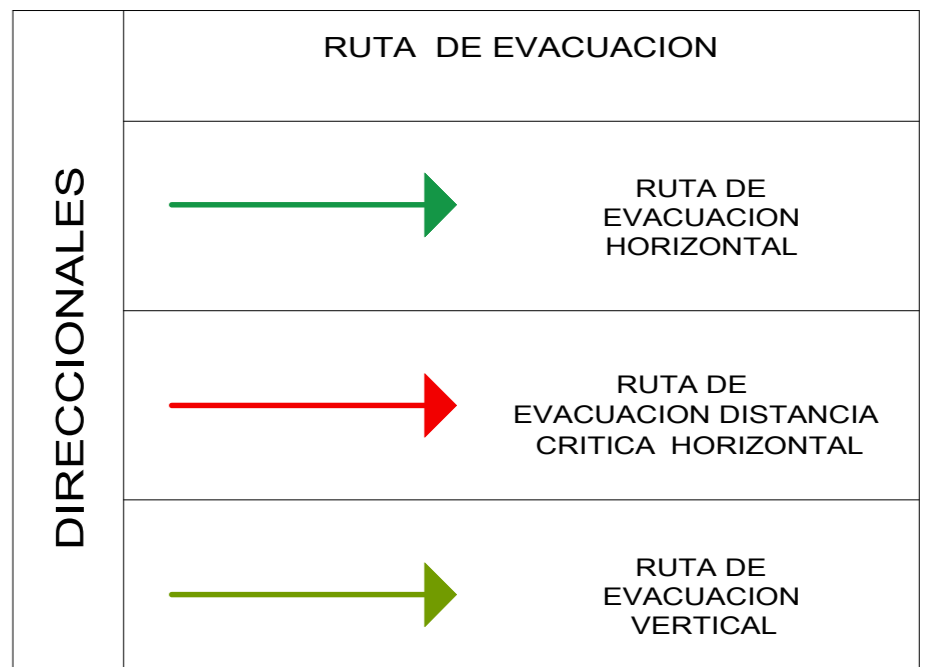 RUTA DE EVACUACION
DIRECCIONALES
RUTA DE
EVACUACION
HORIZONTAL
RUTA DE
EVACUACION DISTANCIA
CRITICA HORIZONTAL
RUTA DE
EVACUACION
VERTICAL